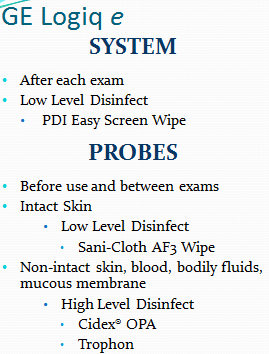 GE Logiq e
SYSTEM
• After each exam
• Low Level Disinfect
• PDI Easy Screen Wipe
PROBES
• Before use and between exams
• Intact Skin
• Low Level Disinfect
• Sani-Cloth AF3 Wipe
• Non-intact skin, blood, bodily fluids,
mucous membrane
• High Level Disinfect
• Cidex® OPA
• Trophon